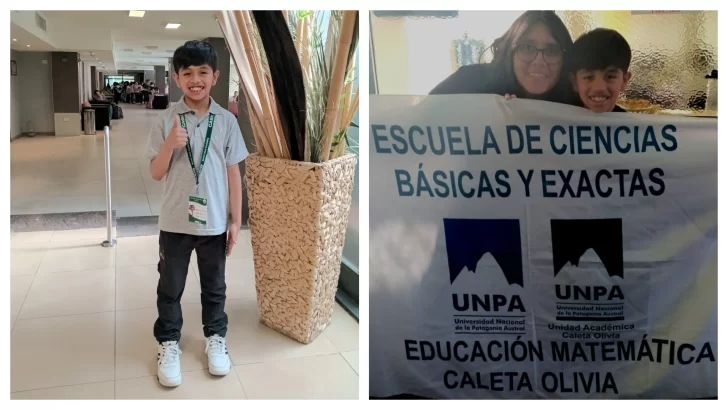 ESCUELA DE CIENCIAS
BÁSICAS Y EXACTAS
UNPA
Universidad Nacional
de la Patagonia Austral
UNPA
Universidad Nacional
de la Patagonia Austral
Unidad Académica
Caleta Olivia
EDUCACIÓN MATEMÁTICA
CALETA OLIVIA